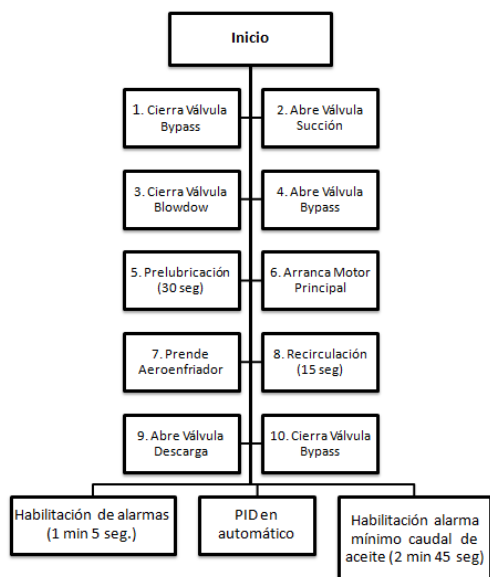 Inicio
1. Cierra Válvula
Bypass
2. Abre Válvula
Succión
3. Cierra Válvula
Blowdow
4. Abre Válvula
Bypass
5. Prelubricación
(30 seg)
6. Arranca Motor
Principal
7. Prende
Aeroenfriador
8. Recirculación
(15 seg)
9. Abre Válvula
Descarga
10. Cierra Válvula
Bypass
Habilitación de alarmas
(1 min 5 seg.)
PID en
automático
Habilitación alarma
mínimo caudal de
aceite (2 min 45 seg)